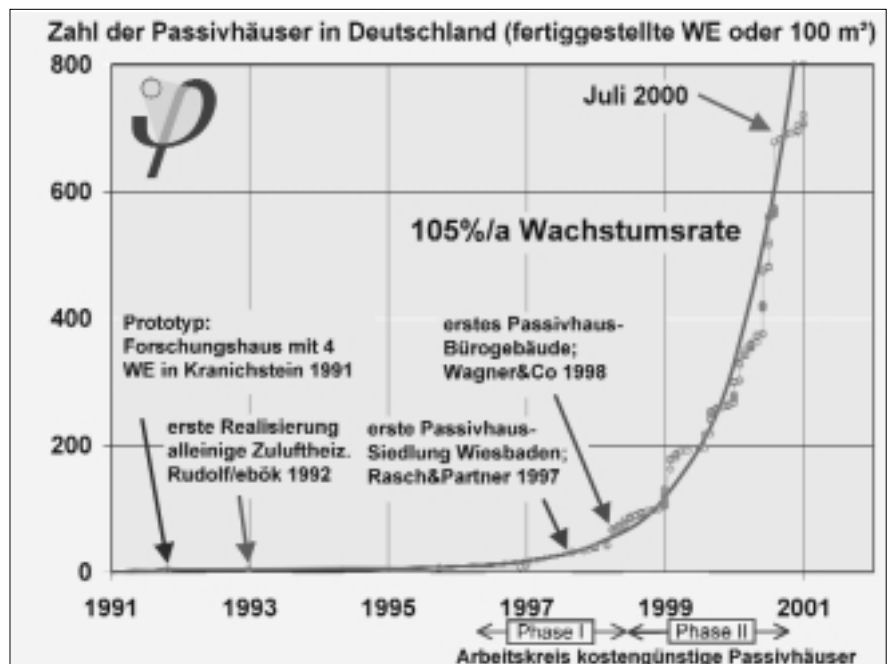 Zahl der Passivhäuser in Deutschland (fertiggestellte WE oder 100 m²)
800
600
400
200
0
Juli 2000
105%/a Wachstumsrate
Prototyp:
Forschungshaus mit 4
WE in Kranichstein 1991
erste Realisierung
alleinige Zuluftheiz.
Rudolf/ebök 1992
erste Passivhaus-
Siedlung Wiesbaden;
Rasch&Partner 1997
erstes Passivhaus-
Bürogebäude;
Wagner&Co 1998
1991
1993
1995
1997
1999
2001
Phase I
Phase II
Arbeitskreis kostengünstige Passivhäuser